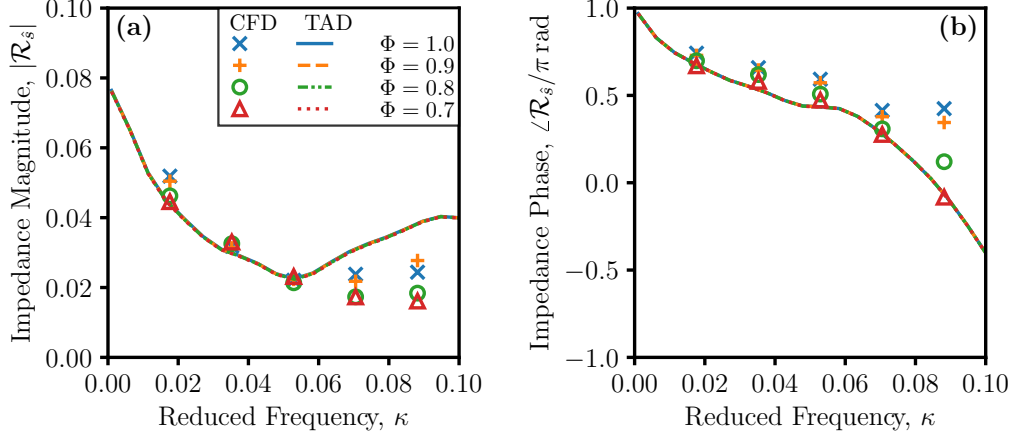 (a)
CFD TAD
Φ = 1.0
Φ = 0.9
Φ = 0.8
Φ = 0.7
Impedance Magnitude, |ℛ_ŝ|
0.10
0.08
0.06
0.04
0.02
0.00
0.00 0.02 0.04 0.06 0.08 0.10
Reduced Frequency, κ
(b)
Impedance Phase, ∠ℛ_ŝ/π rad
1.0
0.5
0.0
−0.5
−1.0
0.00 0.02 0.04 0.06 0.08 0.10
Reduced Frequency, κ